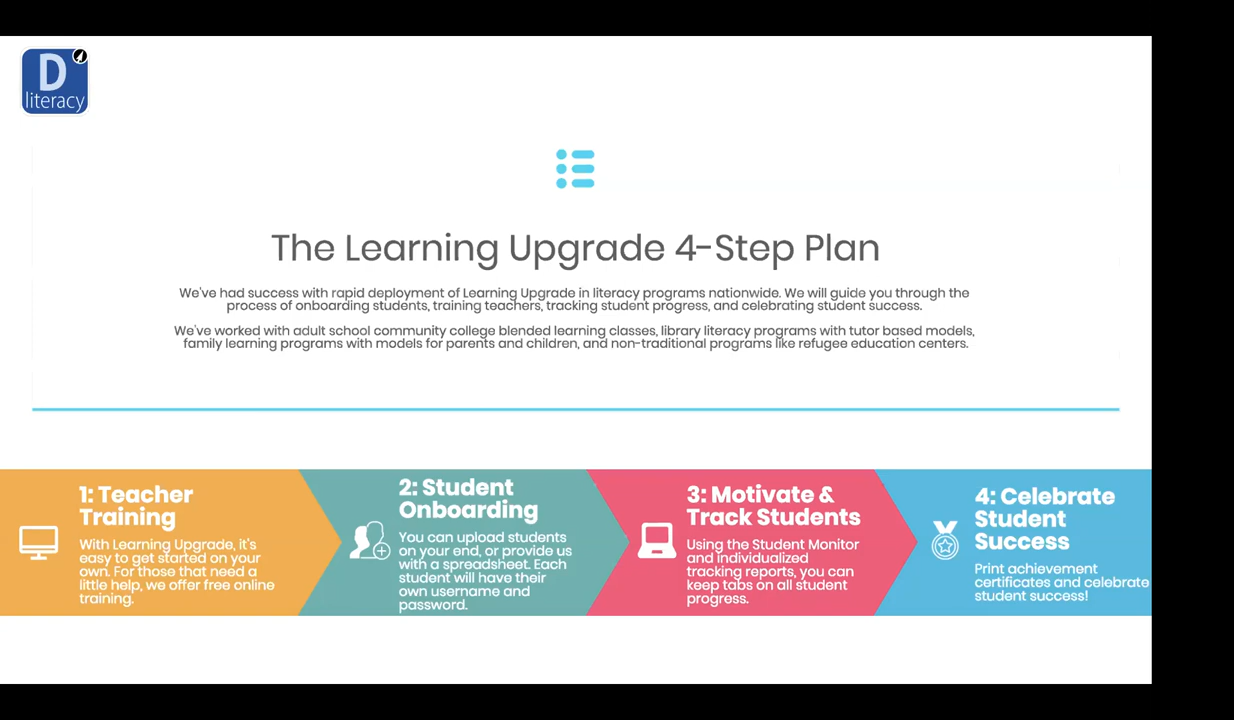 D
literacy
The Learning Upgrade 4-Step Plan
We've had success with rapid deployment of Learning Upgrade in literacy programs nationwide. We will guide you through the
process of onboarding students, training teachers, tracking student progress, and celebrating student success.
We've worked with adult school community college blended learning classes, library literacy programs with tutor based models,
family learning programs with models for parents and children, and non-traditional programs like refugee education centers.
1: Teacher
Training
With Learning Upgrade, it's
easy to get started on your
own. For those that need a
little help, we offer free online
training.
2: Student
Onboarding
You can upload students
on your end, or provide us
with a spreadsheet. Each
student will have their
own username and
password.
3: Motivate &
Track Students
Using the Student Monitor
and individualized
tracking reports, you can
keep tabs on all student
progress.
4: Celebrate
Student
Success
Print achievement
certificates and celebrate
student success!